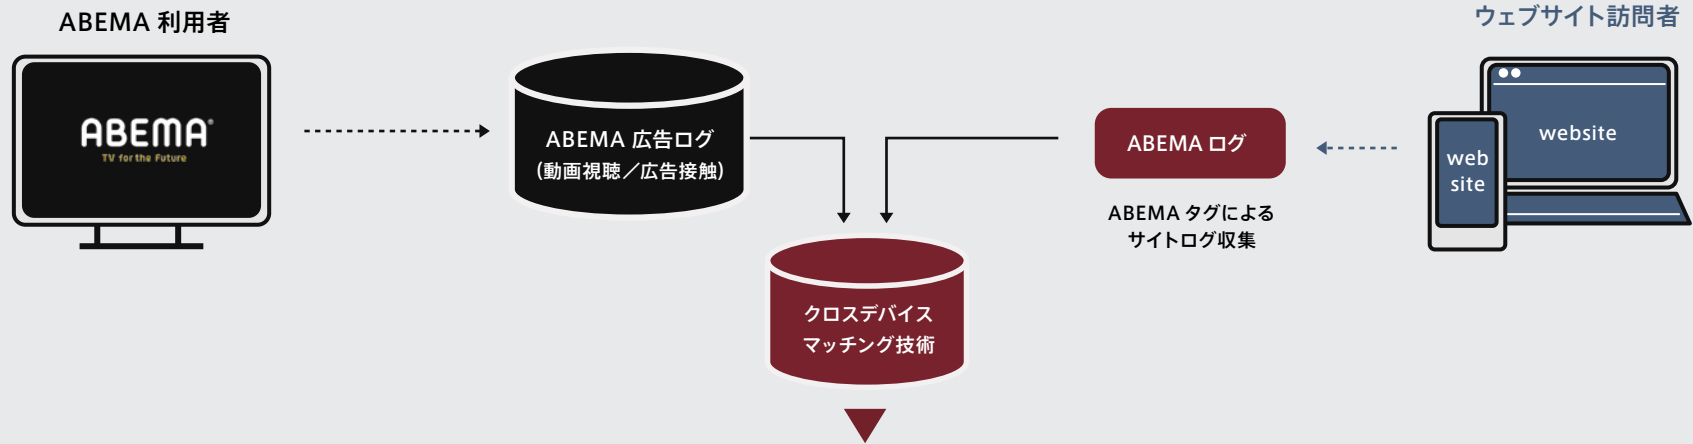 ABEMA 利用者
ABEMA
TV for the Future
ABEMA 広告ログ
(動画視聴／広告接触)
ABEMA ログ
ABEMA タグによる
サイトログ収集
ウェブサイト訪問者
website
web
site
クロスデバイス
マッチング技術